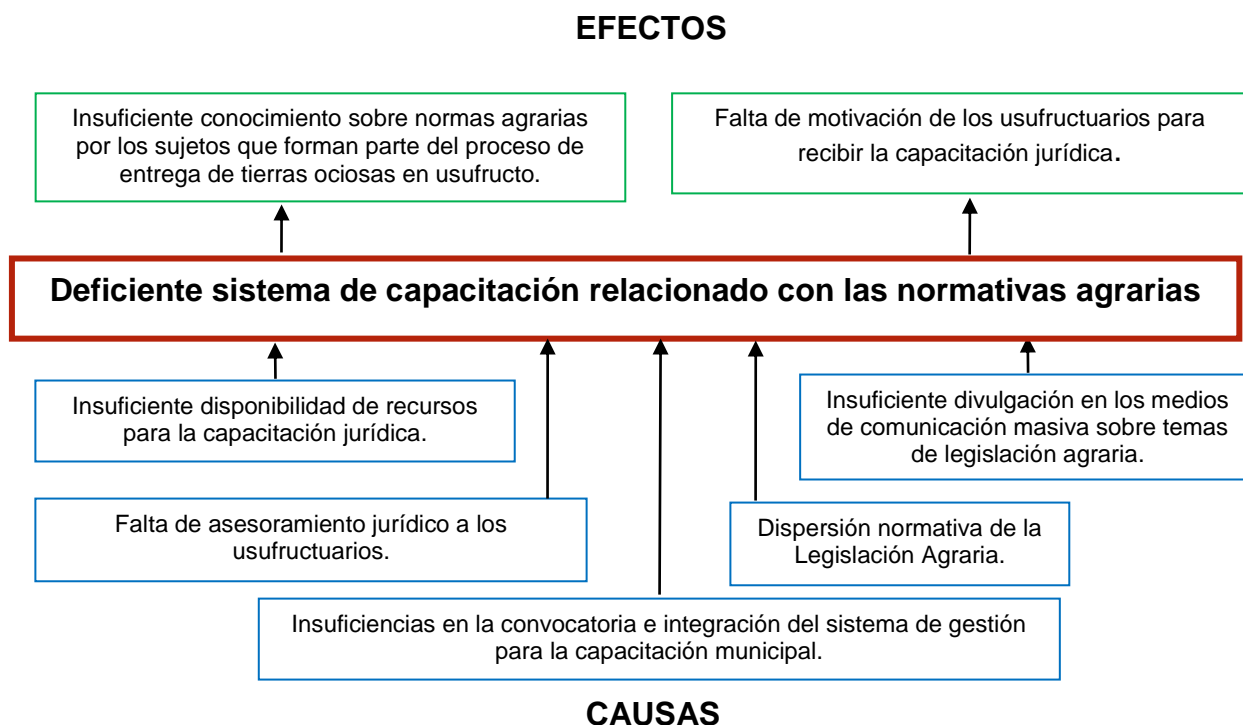 EFECTOS
Insuficiente conocimiento sobre normas agrarias
por los sujetos que forman parte del proceso de
entrega de tierras ociosas en usufructo.
Falta de motivación de los usufructuarios para
recibir la capacitación jurídica.
Deficiente sistema de capacitación relacionado con las normativas agrarias
Insuficiente disponibilidad de recursos
para la capacitación jurídica.
Insuficiente divulgación en los medios
de comunicación masiva sobre temas
de legislación agraria.
Falta de asesoramiento jurídico a los
usufructuarios.
Dispersión normativa de la
Legislación Agraria.
Insuficiencias en la convocatoria e integración del sistema de gestión
para la capacitación municipal.
CAUSAS